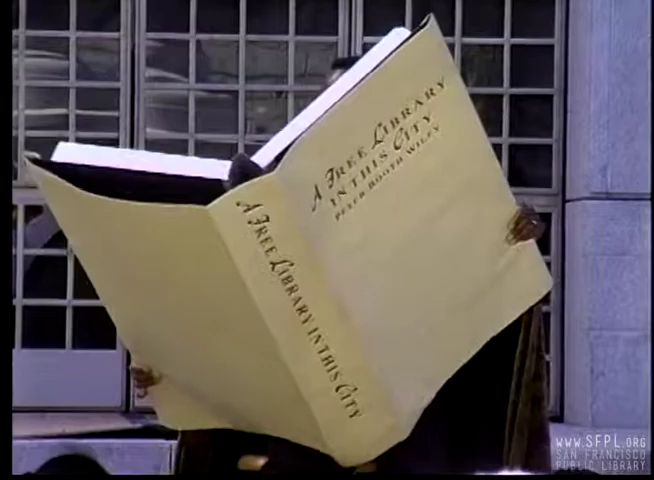 A FREE LIBRARY
IN THIS CITY
PETER BOOTH WILEY
A FREE LIBRARY IN THIS CITY
WWW.SFPL.ORG
SAN FRANCISCO
PUBLIC LIBRARY